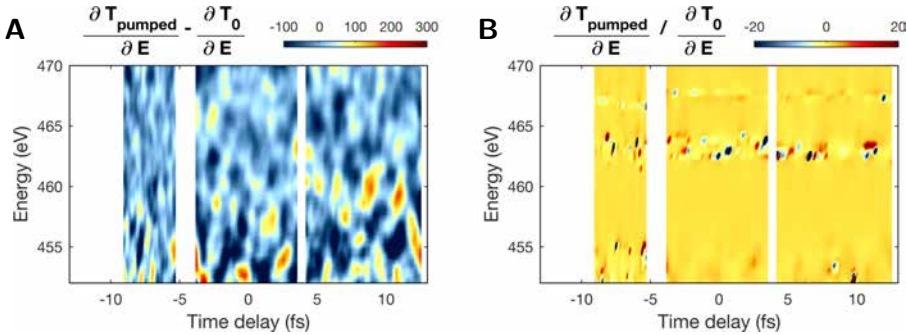 A
∂ T pumped / ∂ E - ∂ T 0 / ∂ E
-100 0 100 200 300
470
465
460
455
Energy (eV)
-10 -5 0 5 10
Time delay (fs)
B
∂ T pumped / ∂ E / ∂ T 0 / ∂ E
-20 0 20
470
465
460
455
Energy (eV)
-10 -5 0 5 10
Time delay (fs)